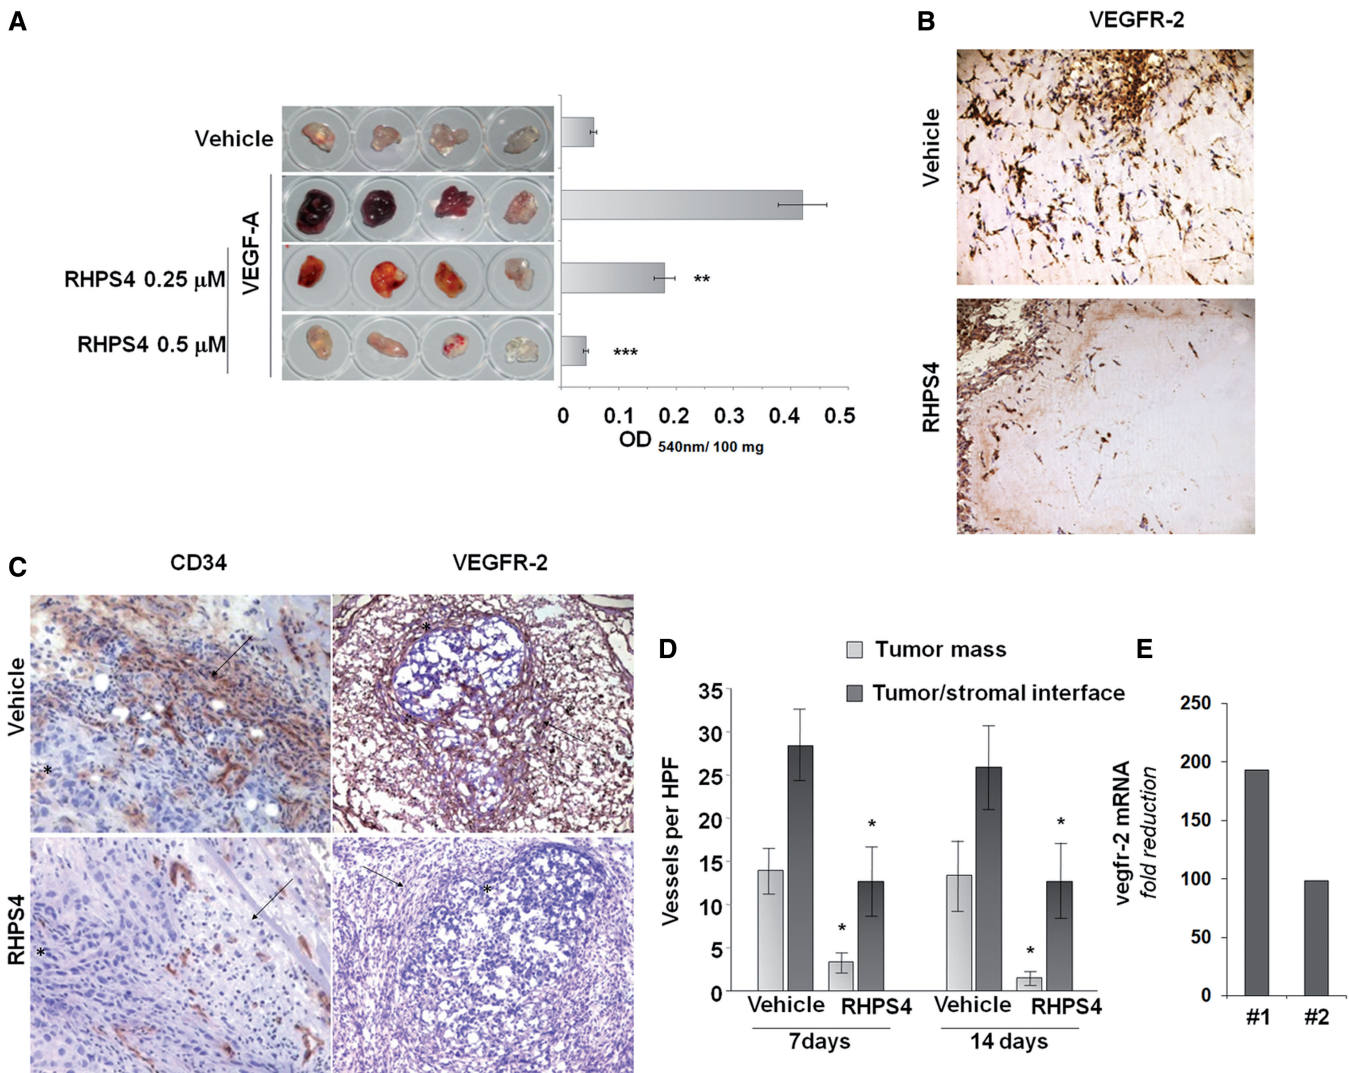 A
Vehicle
VEGF-A
RHPS4 0.25 µM
RHPS4 0.5 µM
**
***
0 0.1 0.2 0.3 0.4 0.5
OD 540nm/ 100 mg
B
VEGFR-2
Vehicle
RHPS4
C
CD34 VEGFR-2
Vehicle
RHPS4
*
*
*
*
*
D
Tumor mass
Tumor/stromal interface
Vessels per HPF
35
30
25
20
15
10
5
0
*
*
*
*
Vehicle RHPS4 Vehicle RHPS4
7days 14 days
E
vegfr-2 mRNA
fold reduction
250
200
150
100
50
0
#1 #2